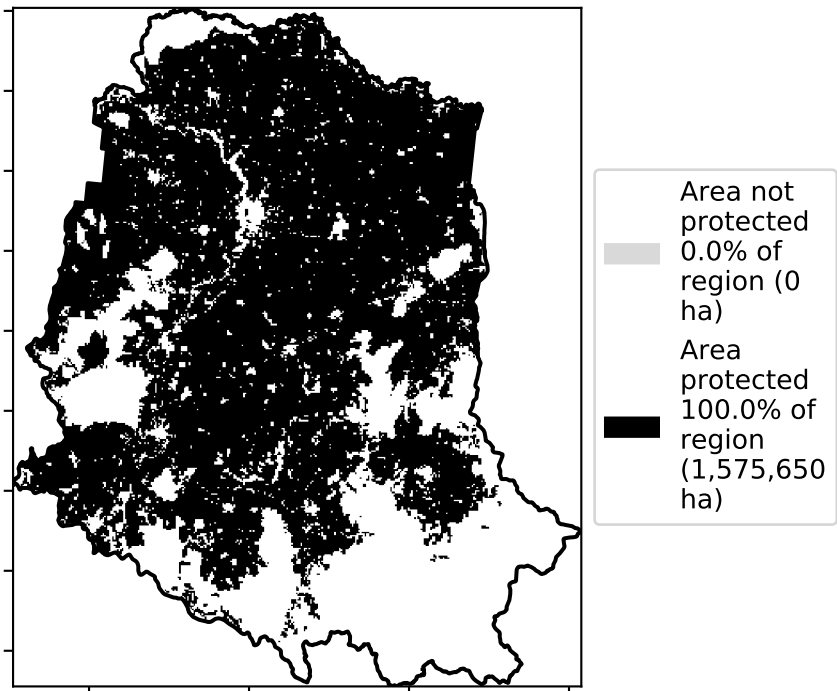 Area not
protected
0.0% of
region (0
ha)
Area
protected
100.0% of
region
(1,575,650
ha)